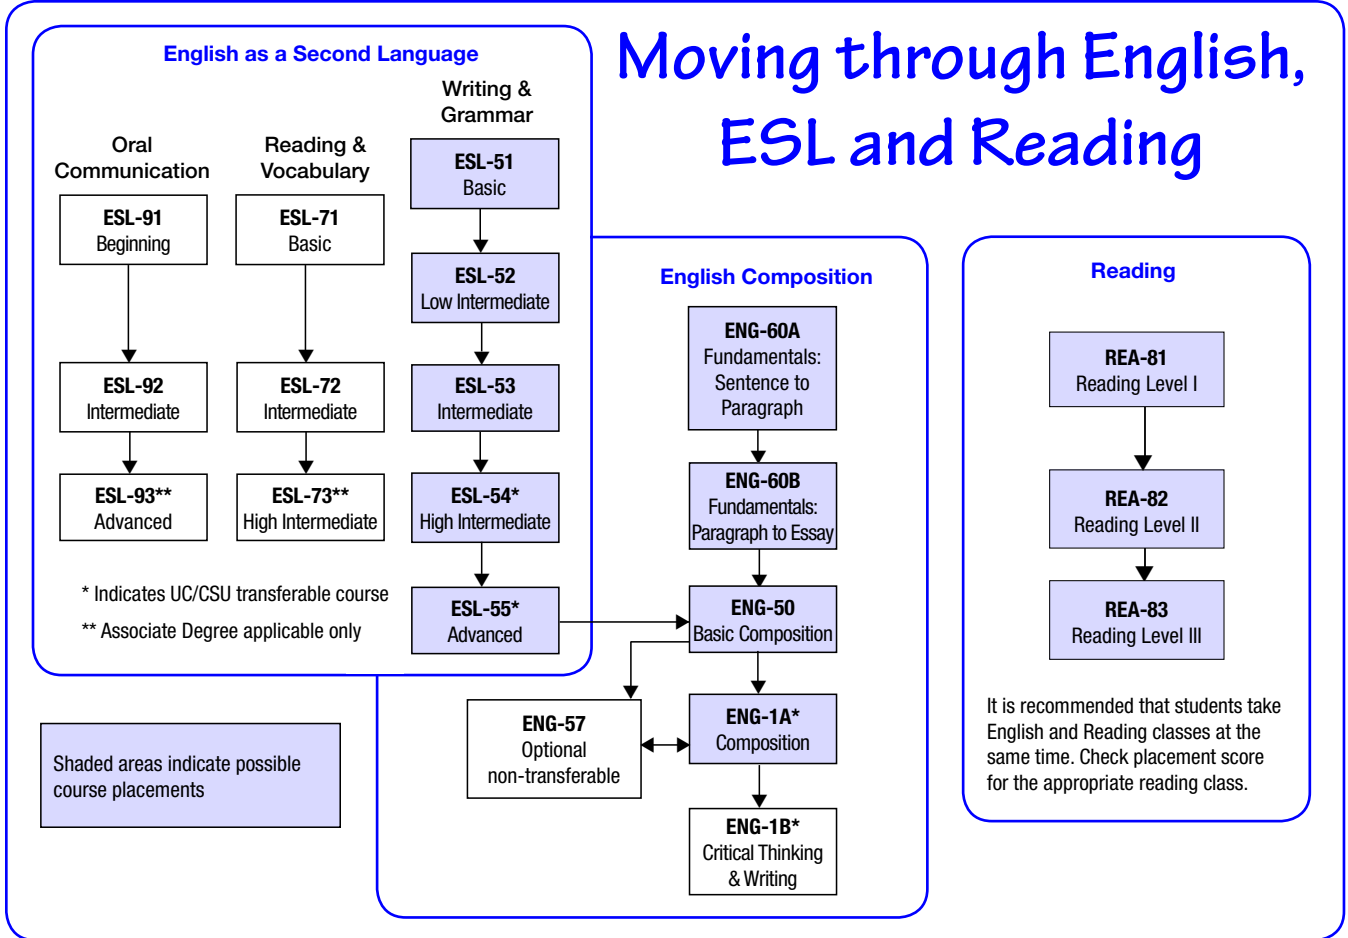 Moving through English,
ESL and Reading
English as a Second Language
Oral
Communication
ESL-91
Beginning
ESL-92
Intermediate
ESL-93**
Advanced
Reading &
Vocabulary
ESL-71
Basic
ESL-72
Intermediate
ESL-73**
High Intermediate
Writing &
Grammar
ESL-51
Basic
ESL-52
Low Intermediate
ESL-53
Intermediate
ESL-54*
High Intermediate
ESL-55*
Advanced
* Indicates UC/CSU transferable course
** Associate Degree applicable only
Shaded areas indicate possible
course placements
English Composition
ENG-60A
Fundamentals:
Sentence to
Paragraph
ENG-60B
Fundamentals:
Paragraph to Essay
ENG-50
Basic Composition
ENG-57
Optional
non-transferable
ENG-1A*
Composition
ENG-1B*
Critical Thinking
& Writing
Reading
REA-81
Reading Level I
REA-82
Reading Level II
REA-83
Reading Level III
It is recommended that students take
English and Reading classes at the
same time. Check placement score
for the appropriate reading class.